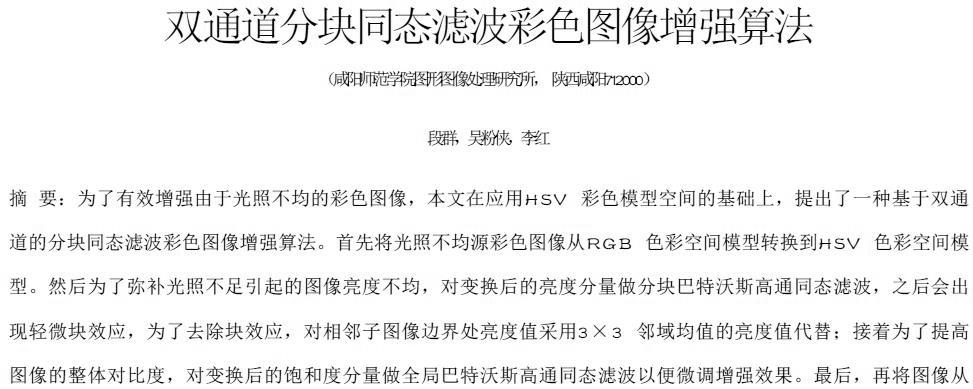 双通道分块同态滤波彩色图像增强算法
（咸阳师范学院图形图像处理研究所， 陕西咸阳712000）
段群，吴粉侠，李红
摘 要：为了有效增强由于光照不均的彩色图像，本文在应用HSV 彩色模型空间的基础上，提出了一种基于双通
道的分块同态滤波彩色图像增强算法。首先将光照不均源彩色图像从RGB 色彩空间模型转换到HSV 色彩空间模
型。然后为了弥补光照不足引起的图像亮度不均，对变换后的亮度分量做分块巴特沃斯高通同态滤波，之后会出
现轻微块效应，为了去除块效应，对相邻子图像边界处亮度值采用3×3 邻域均值的亮度值代替；接着为了提高
图像的整体对比度，对变换后的饱和度分量做全局巴特沃斯高通同态滤波以便微调增强效果。最后，再将图像从